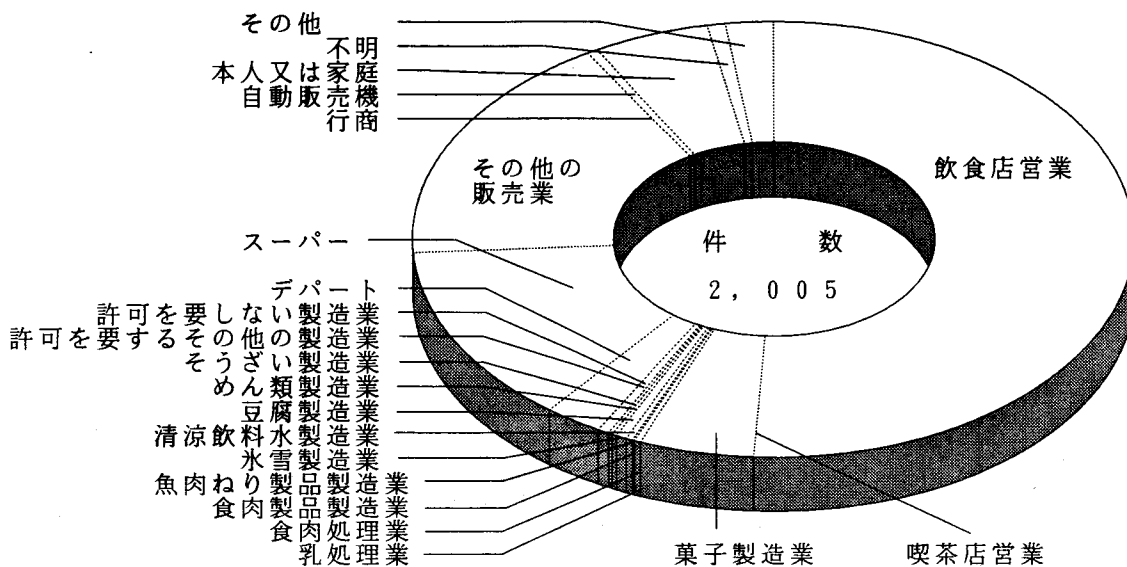 その他
不明
本人又は家庭
自動販売機
行商
その他の
販売業
飲食店営業
件　数
2,005
スーパー
デパート
許可を要しない製造業
許可を要するその他の製造業
そうざい製造業
めん類製造業
豆腐製造業
清涼飲料水製造業
氷雪製造業
魚肉ねり製品製造業
食肉製品製造業
食肉処理業
乳処理業
菓子製造業
喫茶店営業